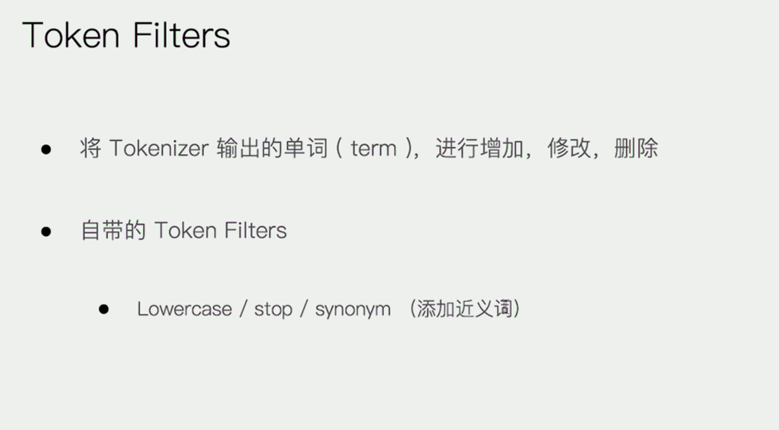 Token Filters
● 将 Tokenizer 输出的单词 ( term ), 进行增加, 修改, 删除
● 自带的 Token Filters
● Lowercase / stop / synonym （添加近义词）